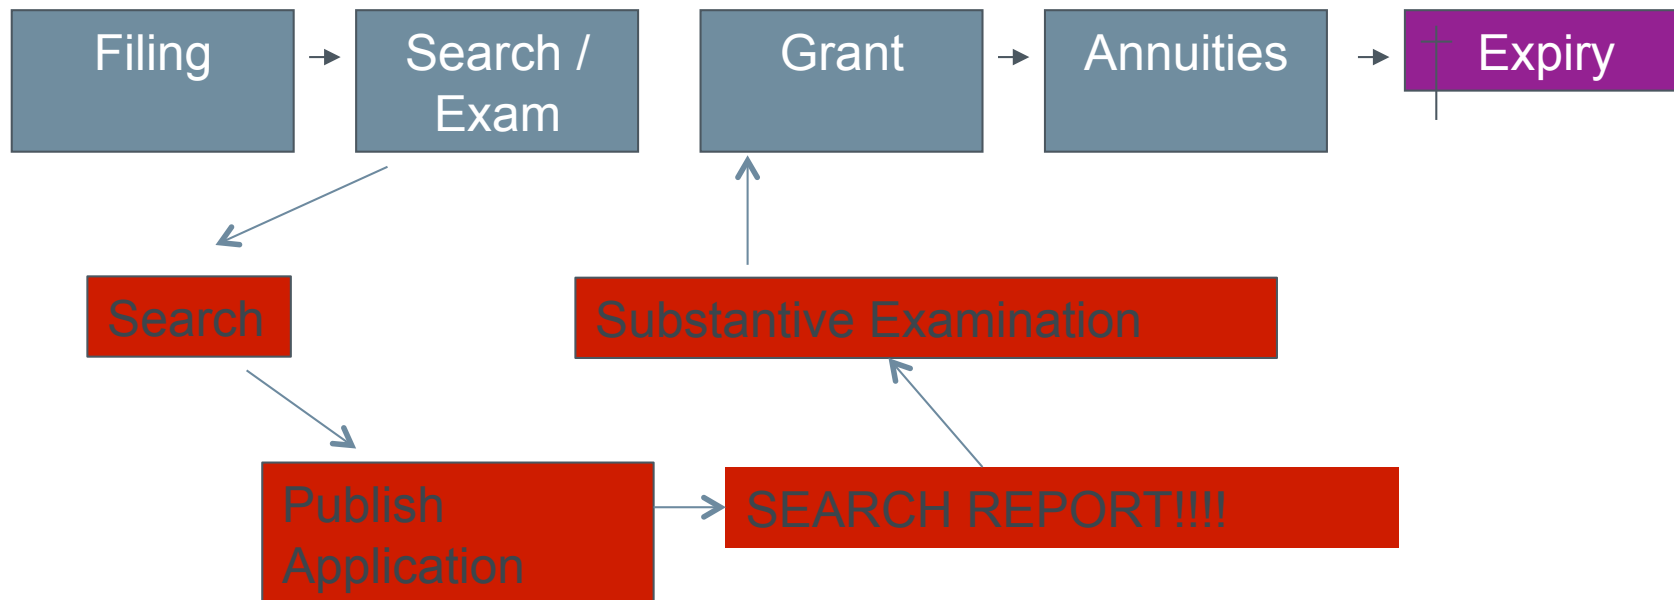 Filing
Search /
Exam
Grant
Annuities
Expiry
Search
Substantive Examination
Publish
Application
SEARCH REPORT!!!!